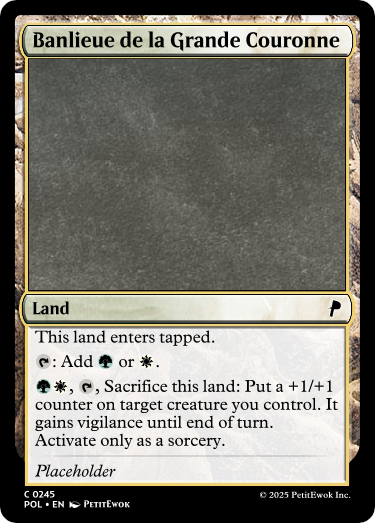 Banlieue de la Grande Couronne
Land
This land enters tapped.
: Add or .
, , Sacrifice this land: Put a +1/+1
counter on target creature you control. It
gains vigilance until end of turn.
Activate only as a sorcery.
Placeholder
C 0245
POL • EN PETITEWOK
© 2025 PetitEwok Inc.